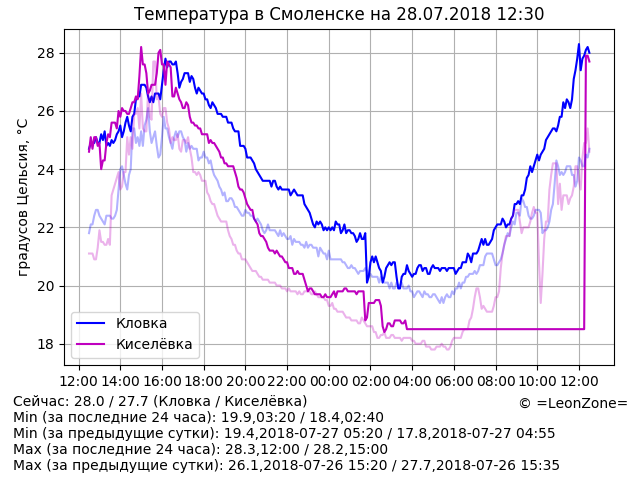 Температура в Смоленске на 28.07.2018 12:30
градусов Цельсия, °C
28
26
24
22
20
18
Кловка
Киселёвка
12:00 14:00 16:00 18:00 20:00 22:00 00:00 02:00 04:00 06:00 08:00 10:00 12:00
Сейчас: 28.0 / 27.7 (Кловка / Киселёвка)
© =LeonZone=
Min (за последние 24 часа): 19.9,03:20 / 18.4,02:40
Min (за предыдущие сутки): 19.4,2018-07-27 05:20 / 17.8,2018-07-27 04:55
Max (за последние 24 часа): 28.3,12:00 / 28.2,15:00
Max (за предыдущие сутки): 26.1,2018-07-26 15:20 / 27.7,2018-07-26 15:35